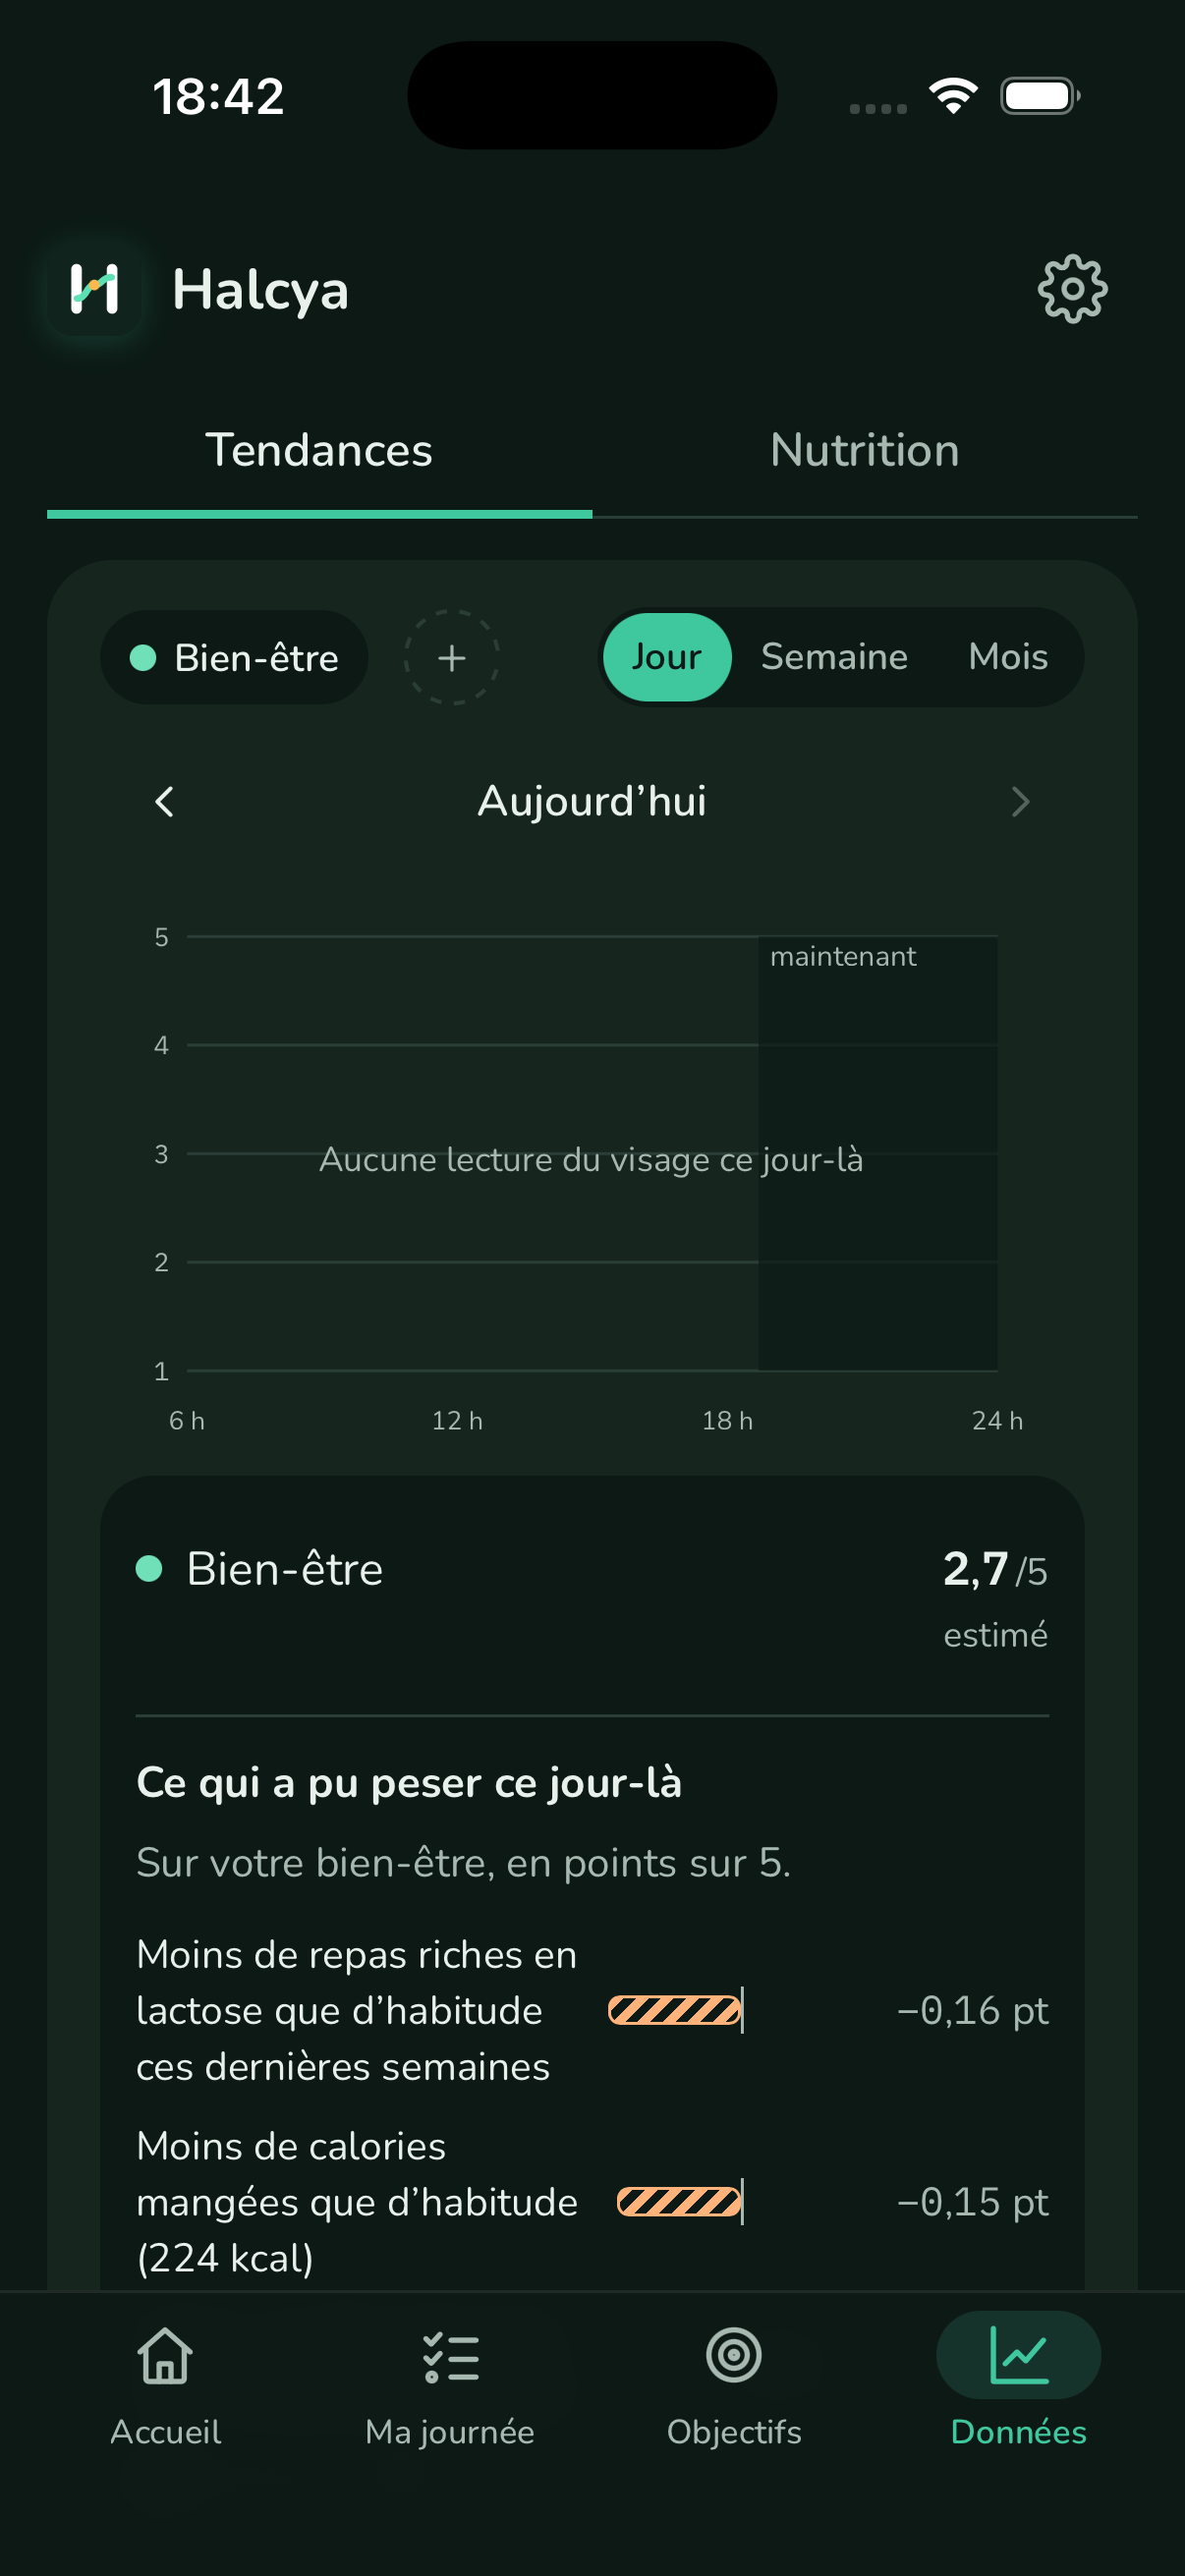 18:42
Halcya
Tendances
Nutrition
Bien-être
+
Jour
Semaine
Mois
Aujourd’hui
5
maintenant
4
3
Aucune lecture du visage ce jour-là
2
1
6 h
12 h
18 h
24 h
Bien-être
2,7/5
estimé
Ce qui a pu peser ce jour-là
Sur votre bien-être, en points sur 5.
Moins de repas riches en
lactose que d’habitude
ces dernières semaines
−0,16 pt
Moins de calories
mangées que d’habitude
(224 kcal)
−0,15 pt
Accueil
Ma journée
Objectifs
Données